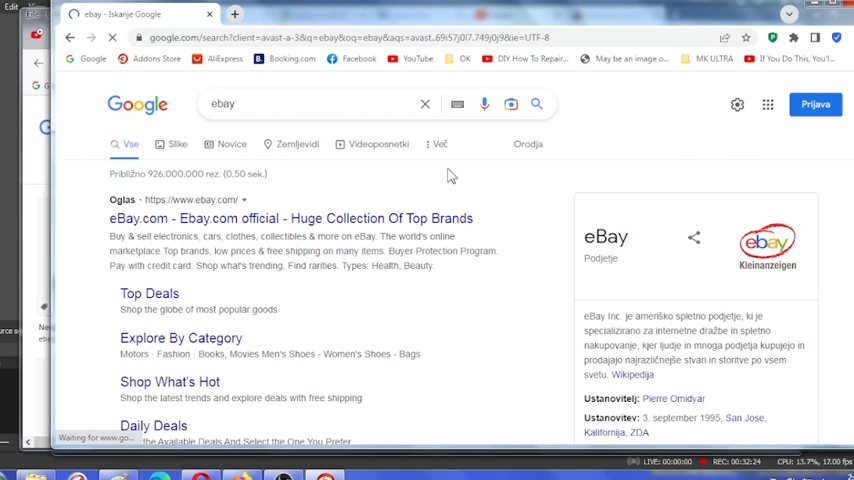 Edit Im
File
ebay - Iskanje Google
google.com/search?client=avast-a-3&q=ebay&oq=ebay&aqs=avast..69i57j0l7.749j0j9&ie=UTF-8
Google Addons Store AliExpress Booking.com Facebook YouTube OK DIY How To Repair... May be an image o... MK ULTRA If You Do This, You'l...
Google
ebay
Prijava
Vse Slike Novice Zemljevidi Videoposnetki Več Orodja
Približno 926.000.000 rez. (0,50 sek.)
Oglas · https://www.ebay.com/
eBay.com - Ebay.com official - Huge Collection Of Top Brands
Buy & sell electronics, cars, clothes, collectibles & more on eBay. The world's online
marketplace.Top brands, low prices & free shipping on many items. Buyer Protection Program.
Pay with credit card. Shop what's trending. Find rarities. Types: Health, Beauty.
Top Deals
Shop the globe of most popular goods
Explore By Category
Motors · Fashion · Books, Movies Men's Shoes - Women's Shoes - Bags
Shop What's Hot
Shop the latest trends and explore deals with free shipping
Daily Deals
the Available Deals And Select the One You Prefer
Waiting for www.go...
eBay
Podjetje
ebay
Kleinanzeigen
eBay Inc. je ameriško spletno podjetje, ki je
specializirano za internetne dražbe in spletno
nakupovanje, kjer ljudje in mnoga podjetja kupujejo in
prodajajo najrazličnejše stvari in storitve po vsem
svetu. Wikipedija
Ustanovitelj: Pierre Omidyar
Ustanovitev: 3. september 1995, San Jose,
Kalifornija, ZDA
LIVE: 00:00:00 REC: 00:32:24 CPU: 13.7%, 17.00 fps